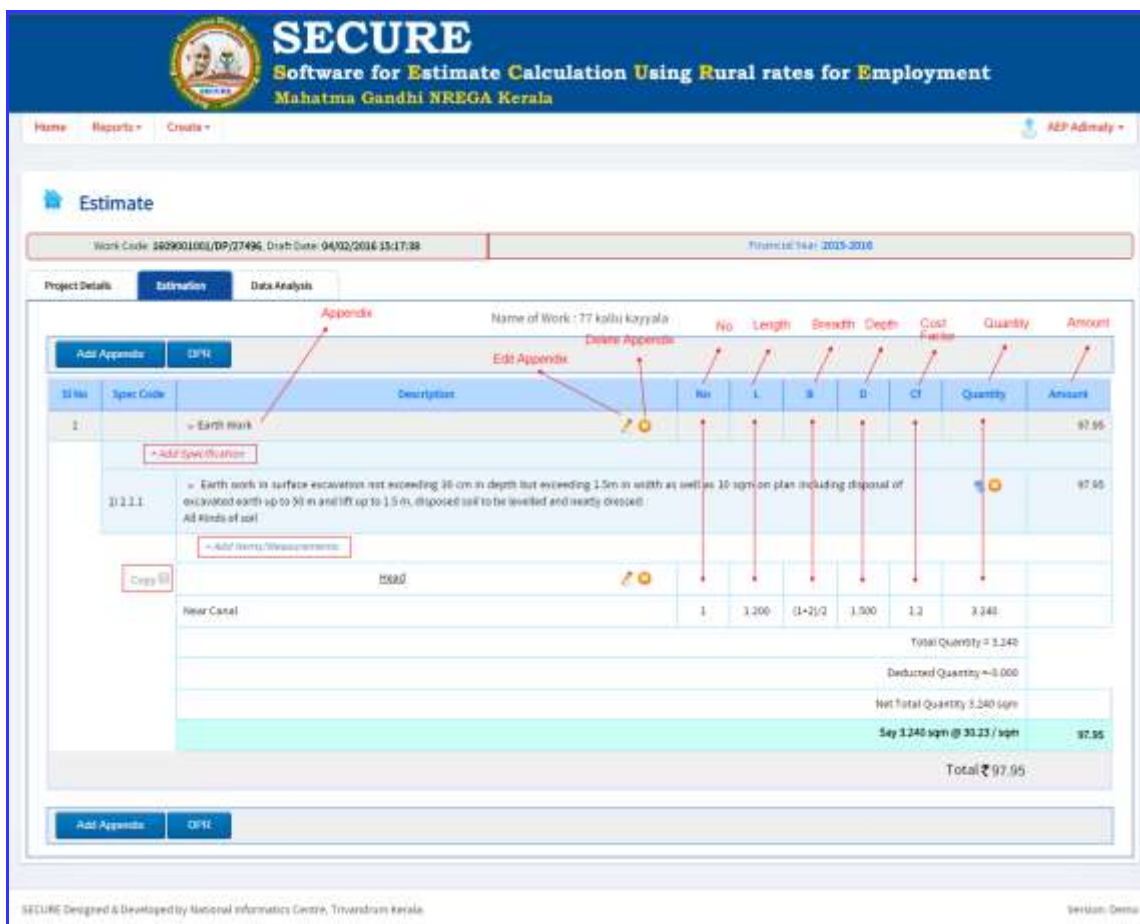 SECURE
Software for Estimate Calculation Using Rural rates for Employment
Mahatma Gandhi NREGA Kerala
Home Reports Create AEP Adimaly
Estimate
Work Code: 1609001001/DP/27496, Draft Date: 04/02/2016 15:17:38 Financial Year: 2015-2016
Project Details Estimation Data Analysis
Appendix Name of Work : 77 kallu kayyala No Length Breadth Depth Cost Factor Quantity Amount
Delete Appendix
Add Appendix DPR Edit Appendix
Sl No Spec Code Description No L B D Cf Quantity Amount
1 Earth Work 97.95
+ Add Specification
Earth work in surface excavation not exceeding 30 cm in depth but exceeding 1.5m in width as well as 10 sqm on plan including disposal of
1) 2.1.1 excavated earth up to 50 m and lift up to 1.5 m, disposed soil to be levelled and neatly dressed. 97.95
All Kinds of soil
+ Add Items/Measurements
Copy Head
Near Canal 1 1.200 (1+2)/2 1.500 1.2 3.240
Total Quantity = 3.240
Deducted Quantity =-0.000
Net Total Quantity 3.240 sqm
Say 3.240 sqm @ 30.23 / sqm 97.95
Total ₹ 97.95
Add Appendix DPR
SECURE Designed & Developed by National Informatics Centre, Trivandrum Kerala. Version: Demo